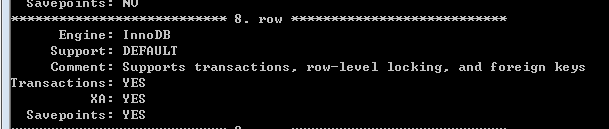 Savepoints: NO
*************************** 8. row ***************************
Engine: InnoDB
Support: DEFAULT
Comment: Supports transactions, row-level locking, and foreign keys
Transactions: YES
XA: YES
Savepoints: YES